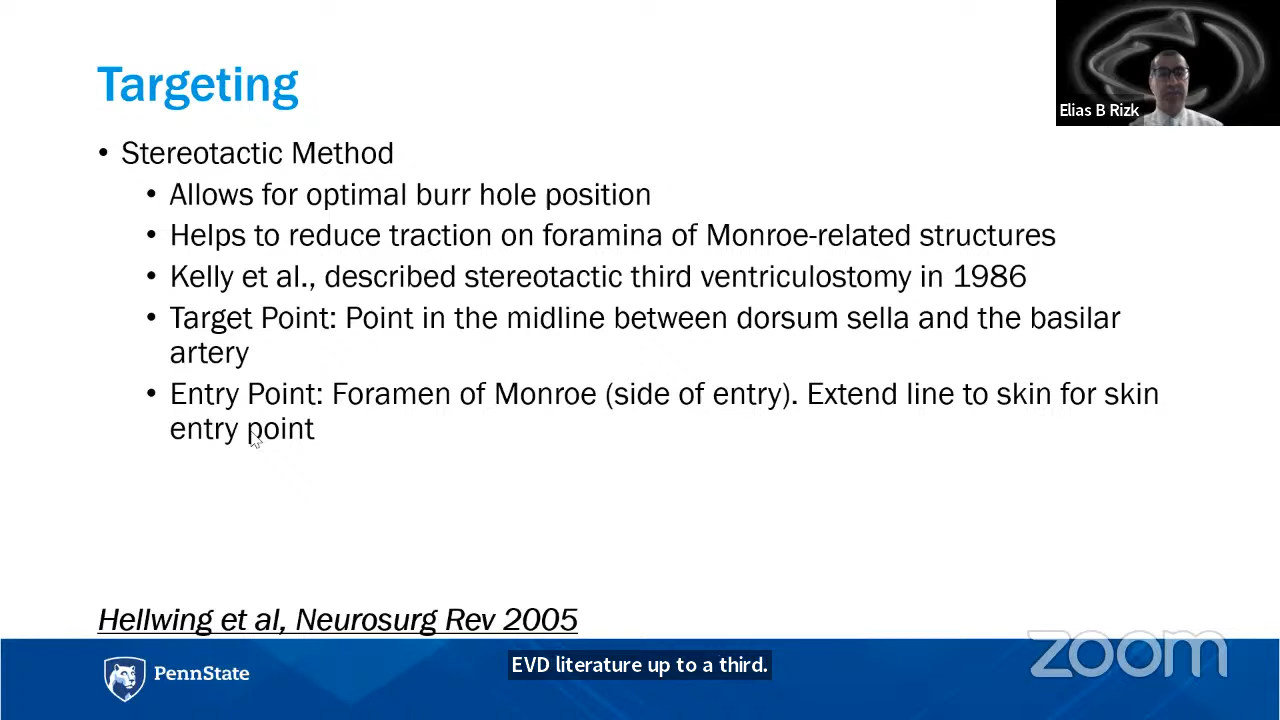 Targeting
• Stereotactic Method
• Allows for optimal burr hole position
• Helps to reduce traction on foramina of Monroe-related structures
• Kelly et al., described stereotactic third ventriculostomy in 1986
• Target Point: Point in the midline between dorsum sella and the basilar
artery
• Entry Point: Foramen of Monroe (side of entry). Extend line to skin for skin
entry point
Hellwing et al, Neurosurg Rev 2005
Elias B Rizk
PennState
EVD literature up to a third.
zoom